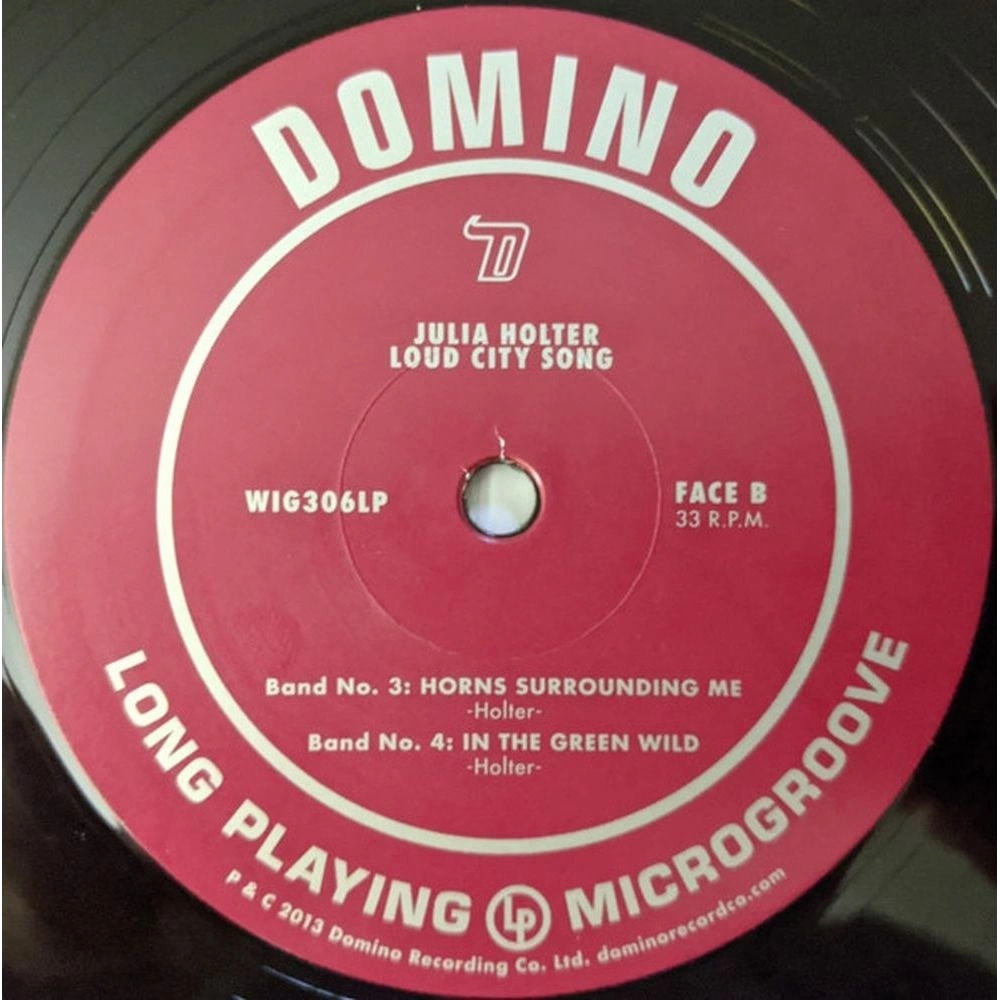 DOMINO
D
JULIA HOLTER
LOUD CITY SONG
WIG306LP
FACE B
33 R.P.M.
Band No. 3: HORNS SURROUNDING ME
-Holter-
Band No. 4: IN THE GREEN WILD
-Holter-
LONG PLAYING LP MICROGROOVE
P & C 2013 Domino Recording Co. Ltd. dominorecordco.com